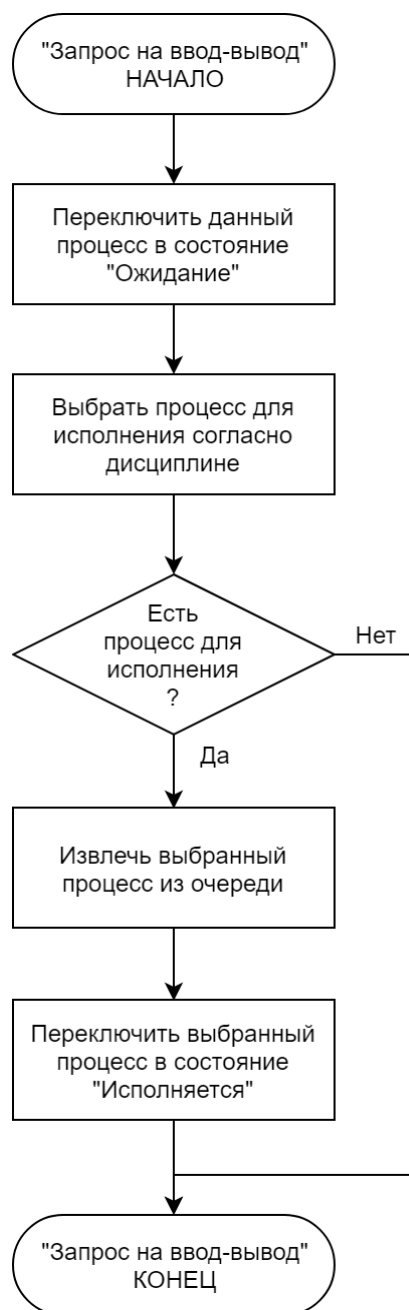 "Запрос на ввод-вывод"
НАЧАЛО
Переключить данный
процесс в состояние
"Ожидание"
Выбрать процесс для
исполнения согласно
дисциплине
Есть
процесс для
исполнения
?
Нет
Да
Извлечь выбранный
процесс из очереди
Переключить выбранный
процесс в состояние
"Исполняется"
"Запрос на ввод-вывод"
КОНЕЦ